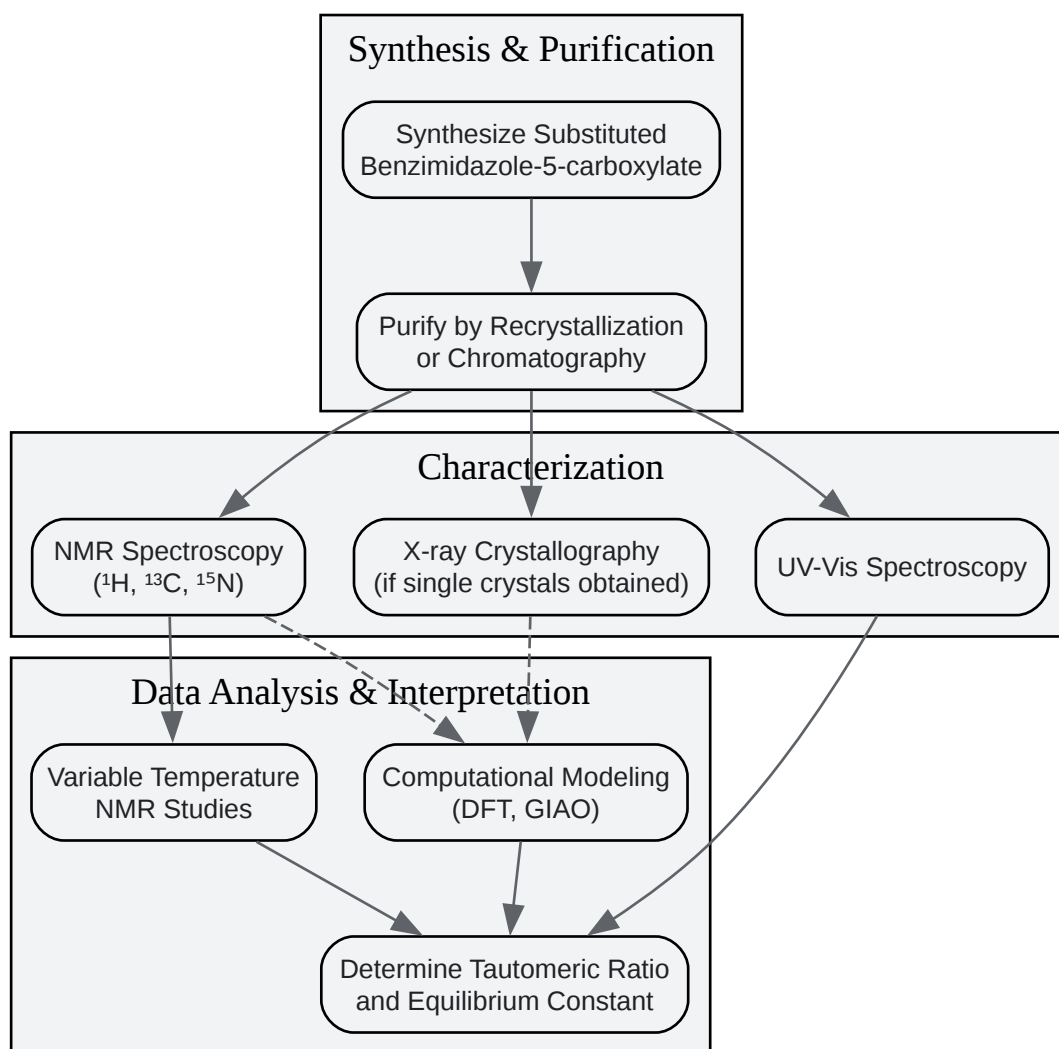 Synthesis & Purification
Synthesize Substituted
Benzimidazole-5-carboxylate
Purify by Recrystallization
or Chromatography
Characterization
NMR Spectroscopy
(¹H, ¹³C, ¹⁵N)
X-ray Crystallography
(if single crystals obtained)
UV-Vis Spectroscopy
Data Analysis & Interpretation
Variable Temperature
NMR Studies
Computational Modeling
(DFT, GIAO)
Determine Tautomeric Ratio
and Equilibrium Constant